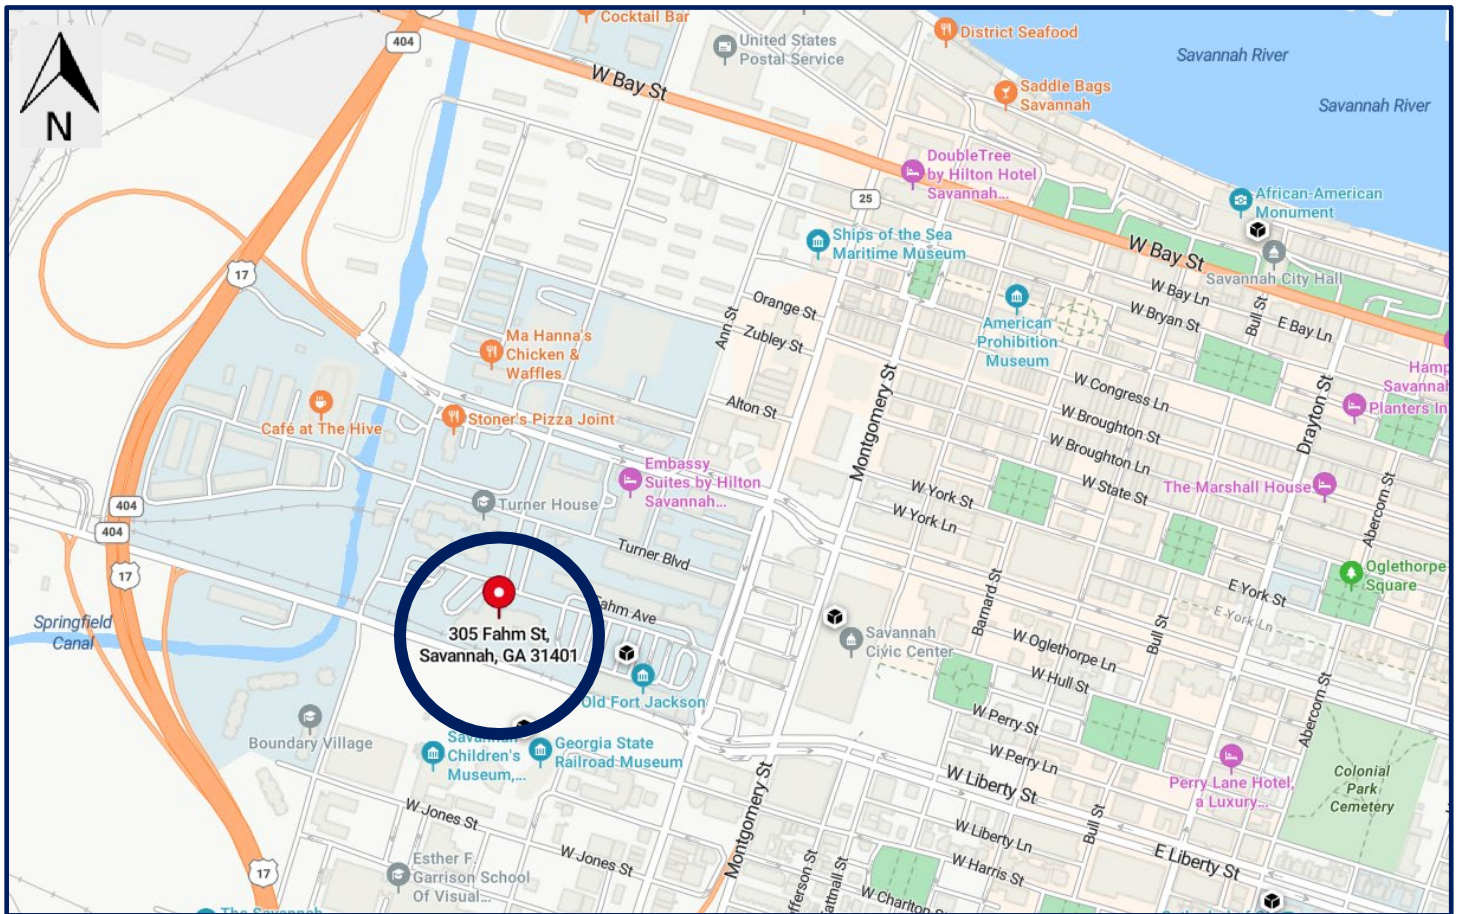 Cocktail Bar
404
United States
Postal Service
District Seafood
Savannah River
Saddle Bags
Savannah
Savannah River
N
W Bay St
DoubleTree
by Hilton Hotel
Savannah...
25
African-American
Monument
Ships of the Sea
Maritime Museum
W Bay St
Savannah City Hall
17
W Bay Ln
W Bryan St
Bull St
E Bay Ln
Orange St
Ann St
Zubley St
American
Prohibition
Museum
Ma Hanna's
Chicken &
Waffles
Montgomery St
W Congress Ln
Drayton St
Hamp
Savannah
Planters In
Café at The Hive
Stoner's Pizza Joint
Alton St
W Broughton St
W Broughton Ln
Embassy
Suites by Hilton
Savannah...
W York St
W State St
The Marshall House
Abercorn St
404
Turner House
W York Ln
404
Turner Blvd
17
Oglethorpe
Square
Barnard St
E York St
E York Ln
305 Fahm St,
Savannah, GA 31401
Fahm Ave
Springfield
Canal
Savannah
Civic Center
W Oglethorpe Ln
Bull St
W Hull St
Old Fort Jackson
Abercorn St
W Perry St
Boundary Village
Savannah
Children's
Museum,...
Georgia State
Railroad Museum
W Perry Ln
Perry Lane Hotel,
a Luxury...
Colonial
Park
Cemetery
W Liberty St
Montgomery St
W Jones St
W Liberty Ln
Bull St
E Liberty St
W Jones St
W Harris St
17
Esther F.
Garrison School
Of Visual...
W Charlton St
The Savannah